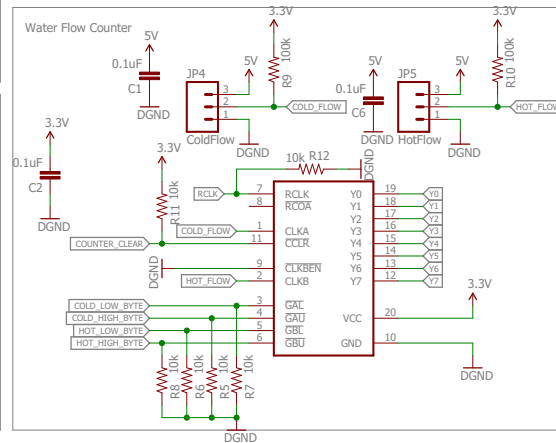 Water Flow Counter
5V
0.1uF
C1
DGND
JP4
3
2
1
ColdFlow
5V
DGND
3.3V
100k
R9
COLD_FLOW
5V
0.1uF
C6
DGND
JP5
3
2
1
HotFlow
5V
DGND
3.3V
100k
R10
HOT_FLOW
3.3V
0.1uF
C2
DGND
3.3V
10k
R11
10k R12
DGND
RCLK 7 RCLK Y0 19 Y0
8 RCOA Y1 18 Y1
Y2 17 Y2
COLD_FLOW 1 CLKA Y3 16 Y3
COUNTER_CLEAR 11 CCLR Y4 15 Y4
Y5 14 Y5
DGND 9 CLKBEN Y6 13 Y6
HOT_FLOW 2 CLKB Y7 12 Y7
COLD_LOW_BYTE 3 GAL
COLD_HIGH_BYTE 4 GAU VCC 20 3.3V
HOT_LOW_BYTE 5 GBL
HOT_HIGH_BYTE 6 GBU GND 10 DGND
10k
R8
10k
R6
10k
R5
10k
R7
DGND